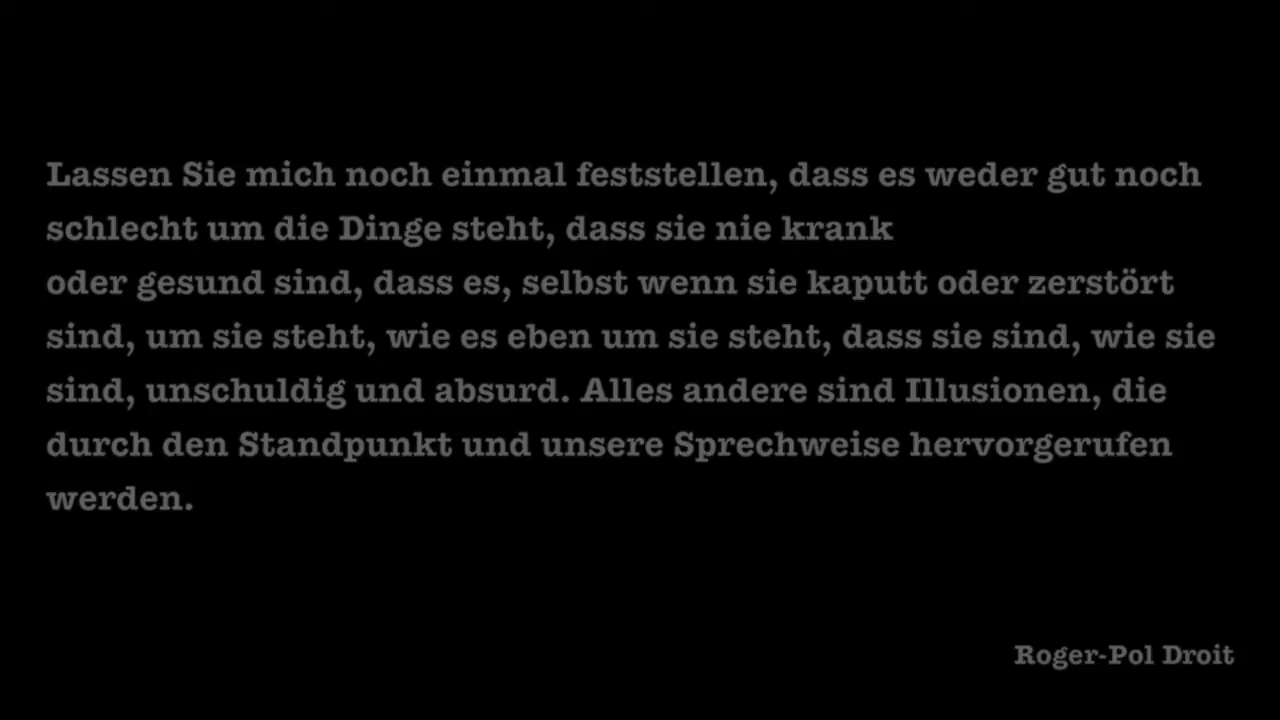 Lassen Sie mich noch einmal feststellen, dass es weder gut noch
schlecht um die Dinge steht, dass sie nie krank
oder gesund sind, dass es, selbst wenn sie kaputt oder zerstört
sind, um sie steht, wie es eben um sie steht, dass sie sind, wie sie
sind, unschuldig und absurd. Alles andere sind Illusionen, die
durch den Standpunkt und unsere Sprechweise hervorgerufen
werden.
Roger-Pol Droit